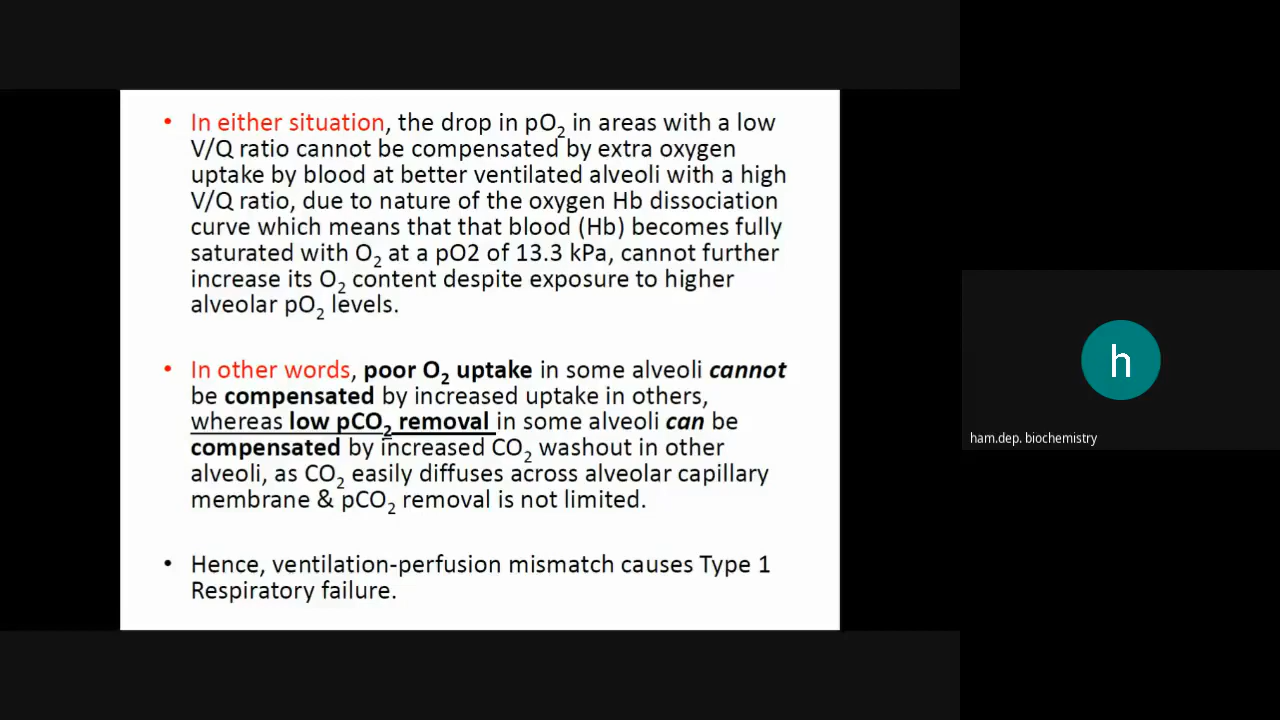 • In either situation, the drop in pO₂ in areas with a low
V/Q ratio cannot be compensated by extra oxygen
uptake by blood at better ventilated alveoli with a high
V/Q ratio, due to nature of the oxygen Hb dissociation
curve which means that that blood (Hb) becomes fully
saturated with O₂ at a pO2 of 13.3 kPa, cannot further
increase its O₂ content despite exposure to higher
alveolar pO₂ levels.
• In other words, poor O₂ uptake in some alveoli cannot
be compensated by increased uptake in others,
whereas low pCO₂ removal in some alveoli can be
compensated by increased CO₂ washout in other
alveoli, as CO₂ easily diffuses across alveolar capillary
membrane & pCO₂ removal is not limited.
• Hence, ventilation-perfusion mismatch causes Type 1
Respiratory failure.
h
ham.dep. biochemistry